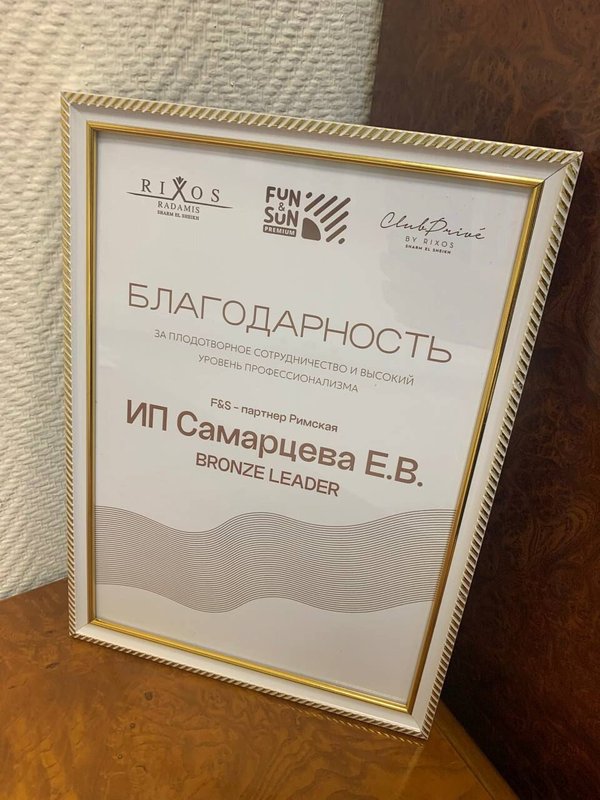 RIXOS
RADAMIS
SHARM EL SHEIKH
FUN
&
SUN
PREMIUM
Club Privé
BY RIXOS
SHARM EL SHEIKH
БЛАГОДАРНОСТЬ
ЗА ПЛОДОТВОРНОЕ СОТРУДНИЧЕСТВО И ВЫСОКИЙ
УРОВЕНЬ ПРОФЕССИОНАЛИЗМА
F&S - партнер Римская
ИП Самарцева Е.В.
BRONZE LEADER